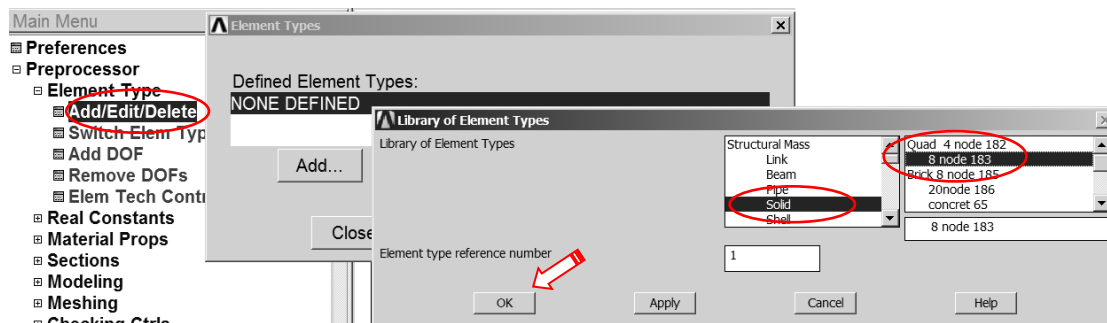 Main Menu
Preferences
Preprocessor
Element Type
Add/Edit/Delete
Switch Elem Typ
Add DOF
Remove DOFs
Elem Tech Contr
Real Constants
Material Props
Sections
Modeling
Meshing
Checking Ctrls
Element Types
Defined Element Types:
NONE DEFINED
Add...
Close
Library of Element Types
Library of Element Types
Structural Mass
Link
Beam
Pipe
Solid
Shell
Quad 4 node 182
8 node 183
Brick 8 node 185
20node 186
concret 65
8 node 183
Element type reference number
1
OK
Apply
Cancel
Help